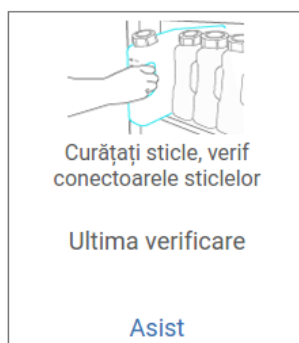 Curățați sticle, verif
conectoarele sticlelor
Ultima verificare
Asist